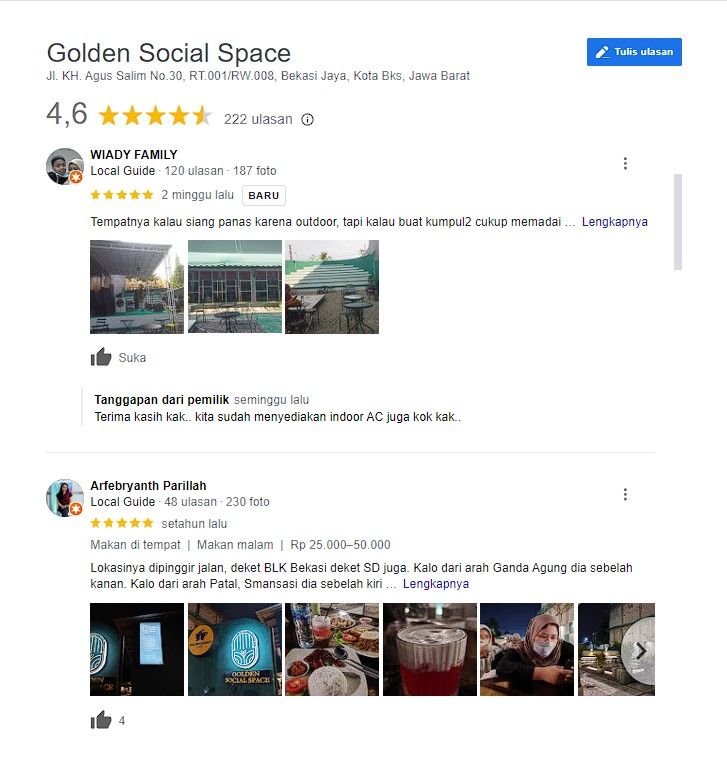 Golden Social Space
Tulis ulasan
Jl. KH. Agus Salim No.30, RT.001/RW.008, Bekasi Jaya, Kota Bks, Jawa Barat
4,6 222 ulasan
WIADY FAMILY
Local Guide · 120 ulasan · 187 foto
2 minggu lalu BARU
Tempatnya kalau siang panas karena outdoor, tapi kalau buat kumpul2 cukup memadai ... Lengkapnya
Suka
Tanggapan dari pemilik seminggu lalu
Terima kasih kak.. kita sudah menyediakan indoor AC juga kok kak..
Arfebryanth Parillah
Local Guide · 48 ulasan · 230 foto
setahun lalu
Makan di tempat | Makan malam | Rp 25.000–50.000
Lokasinya dipinggir jalan, deket BLK Bekasi deket SD juga. Kalo dari arah Ganda Agung dia sebelah
kanan. Kalo dari arah Patal, Smansasi dia sebelah kiri ... Lengkapnya
GOLDEN
SPACE
GOLDEN
SOCIAL SPACE
4